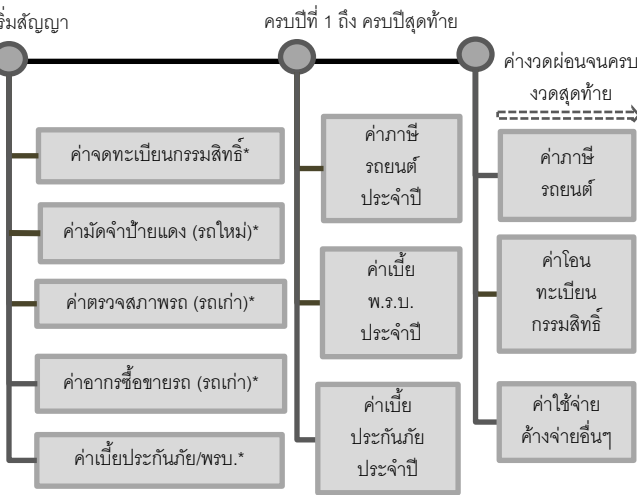 ริ่มสัญญา
ครบปีที่ 1 ถึง ครบปีสุดท้าย
ค่างวดผ่อนจนครบ
งวดสุดท้าย
ค่าจดทะเบียนกรรมสิทธิ์*
ค่ามัดจำป้ายแดง (รถใหม่)*
ค่าตรวจสภาพรถ (รถเก่า)*
ค่าอากรซื้อขายรถ (รถเก่า)*
ค่าเบี้ยประกันภัย/พรบ.*
ค่าภาษี
รถยนต์
ประจำปี
ค่าเบี้ย
พ.ร.บ.
ประจำปี
ค่าเบี้ย
ประกันภัย
ประจำปี
ค่าภาษี
รถยนต์
ค่าโอน
ทะเบียน
กรรมสิทธิ์
ค่าใช้จ่าย
ค้างจ่ายอื่นๆ